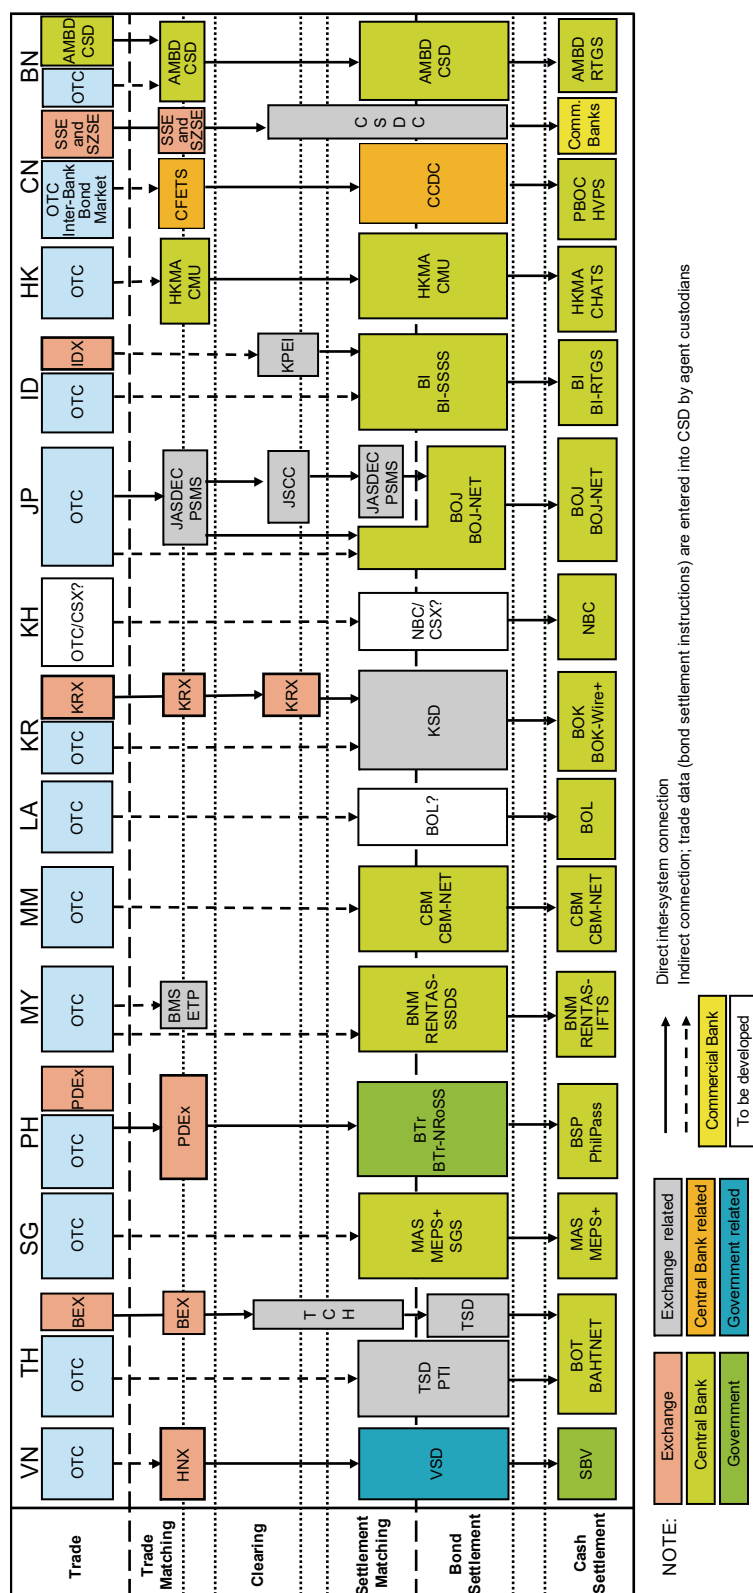 VN
TH
SG
PH
MY
MM
LA
KR
KH
JP
ID
HK
CN
BN
Trade
OTC
OTC
BEX
OTC
OTC
PDEx
OTC
OTC
OTC
OTC
KRX
OTC/CSX?
OTC
OTC
IDX
OTC
OTC
Inter-Bank
Bond
Market
SSE
and
SZSE
OTC
AMBD
CSD
Trade
Matching
HNX
BEX
PDEx
BMS
ETP
KRX
JASDEC
PSMS
HKMA
CMU
CFETS
SSE
and
SZSE
AMBD
CSD
Clearing
TCH
KRX
JSCC
KPEI
CSDC
Settlement
Matching
Bond
Settlement
VSD
TSD
PTI
TSD
MAS
MEPS+
SGS
BTr
BTr-NRoSS
BNM
RENTAS-
SSDS
CBM
CBM-NET
BOL?
KSD
NBC/
CSX?
JASDEC
PSMS
BOJ
BOJ-NET
BI
BI-SSSS
HKMA
CMU
CCDC
AMBD
CSD
Cash
Settlement
SBV
BOT
BAHTNET
MAS
MEPS+
BSP
PhilPass
BNM
RENTAS-
IFTS
CBM
CBM-NET
BOL
BOK
BOK-Wire+
NBC
BOJ
BOJ-NET
BI
BI-RTGS
HKMA
CHATS
PBOC
HVPS
Comm.
Banks
AMBD
RTGS
NOTE:
Exchange
Central Bank
Government
Exchange related
Central Bank related
Government related
Commercial Bank
To be developed
Direct inter-system connection
Indirect connection; trade data (bond settlement instructions) are entered into CSD by agent custodians